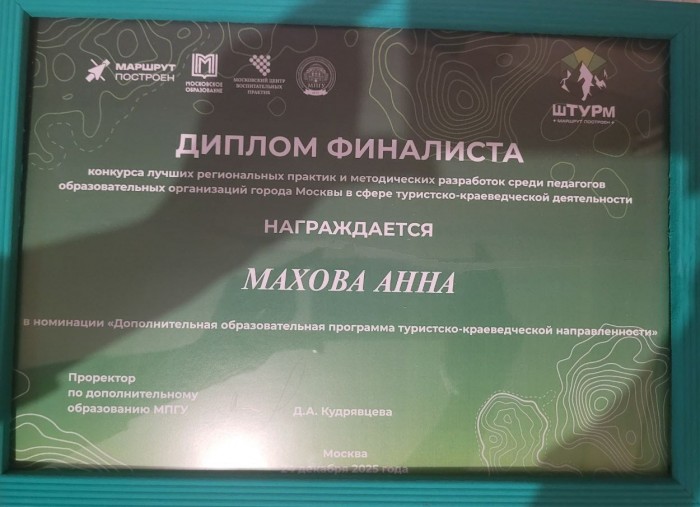 МАРШРУТ
ПОСТРОЕН
МОСКОВСКОЕ
ОБРАЗОВАНИЕ
МОСКОВСКИЙ ЦЕНТР
ВОСПИТАТЕЛЬНЫХ
ПРАКТИК
МПГУ
шТУРм
МАРШРУТ ПОСТРОЕН
ДИПЛОМ ФИНАЛИСТА
конкурса лучших региональных практик и методических разработок среди педагогов
образовательных организаций города Москвы в сфере туристско-краеведческой деятельности
НАГРАЖДАЕТСЯ
МАХОВА АННА
в номинации «Дополнительная образовательная программа туристско-краеведческой направленности»
Проректор
по дополнительному
образованию МПГУ
Д.А. Кудрявцева
Москва
декабря 2025 года